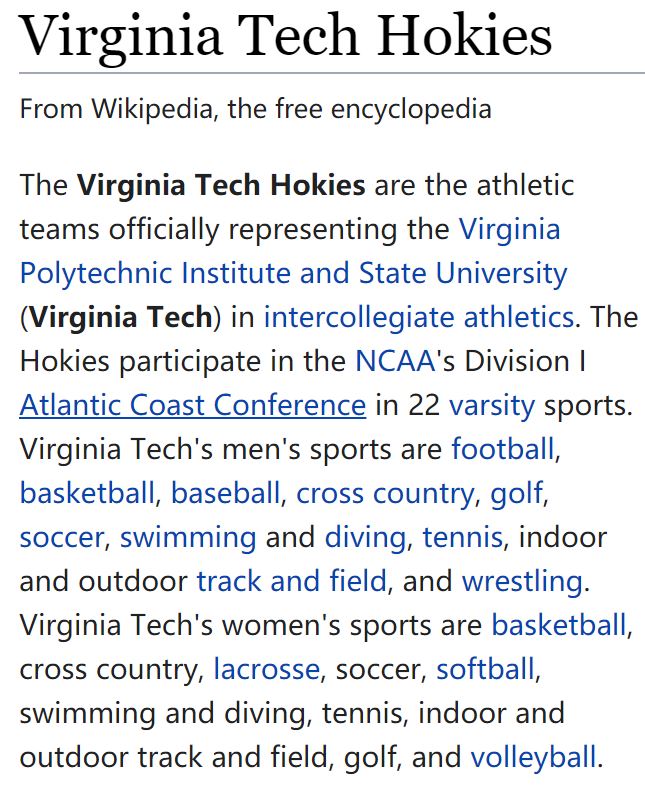 Virginia Tech Hokies
From Wikipedia, the free encyclopedia
The Virginia Tech Hokies are the athletic
teams officially representing the Virginia
Polytechnic Institute and State University
(Virginia Tech) in intercollegiate athletics. The
Hokies participate in the NCAA's Division I
Atlantic Coast Conference in 22 varsity sports.
Virginia Tech's men's sports are football,
basketball, baseball, cross country, golf,
soccer, swimming and diving, tennis, indoor
and outdoor track and field, and wrestling.
Virginia Tech's women's sports are basketball,
cross country, lacrosse, soccer, softball,
swimming and diving, tennis, indoor and
outdoor track and field, golf, and volleyball.